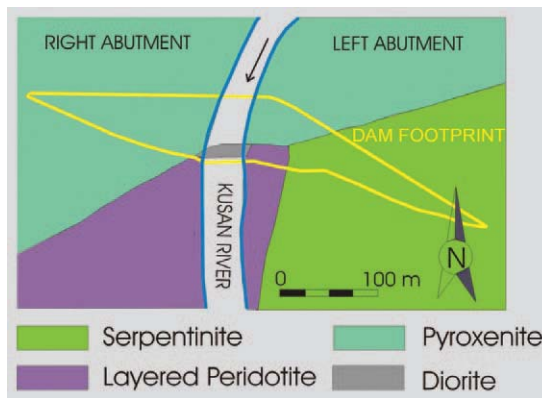 RIGHT ABUTMENT
LEFT ABUTMENT
DAM FOOTPRINT
KUSAN RIVER
N
0 100 m
Serpentinite
Pyroxenite
Layered Peridotite
Diorite